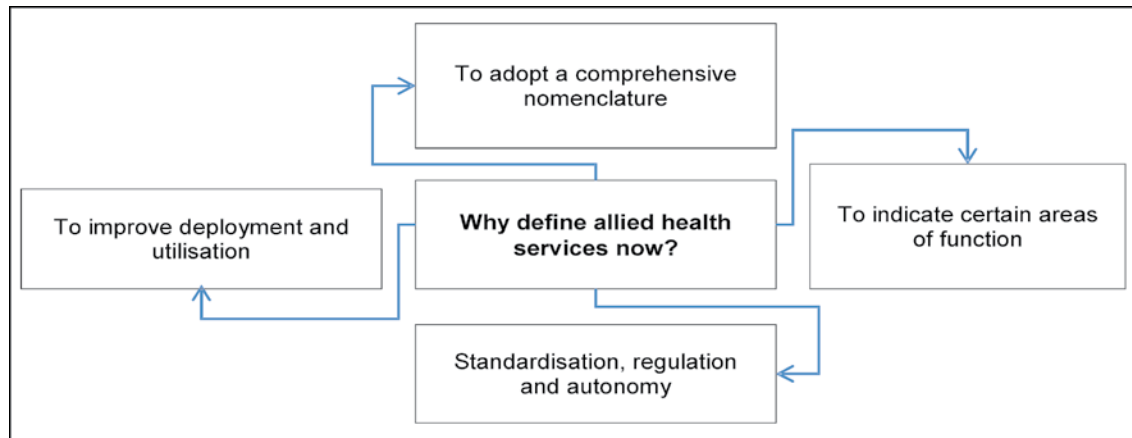 To adopt a comprehensive
nomenclature
To improve deployment and
utilisation
Why define allied health
services now?
To indicate certain areas
of function
Standardisation, regulation
and autonomy